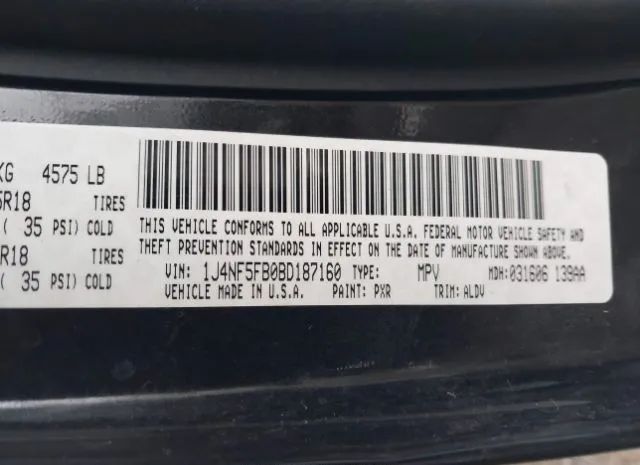 KG 4575 LB
5R18 TIRES
( 35 PSI) COLD
R18 TIRES
( 35 PSI) COLD
THIS VEHICLE CONFORMS TO ALL APPLICABLE U.S.A. FEDERAL MOTOR VEHICLE SAFETY, AND
THEFT PREVENTION STANDARDS IN EFFECT ON THE DATE OF MANUFACTURE SHOWN ABOVE.
VIN: 1J4NF5FB0BD187160 TYPE: MPV MDH:031606 139AA
VEHICLE MADE IN U.S.A. PAINT: PXR TRIM: ALDV